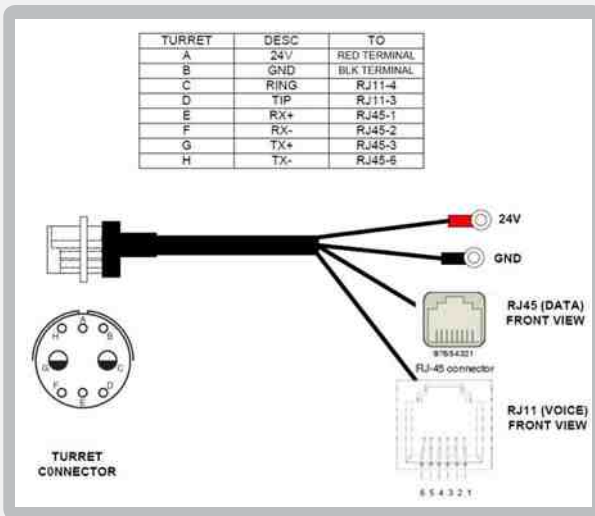 TURRET DESC TO
A 24V RED TERMINAL
B GND BLK TERMINAL
C RING RJ11-4
D TIP RJ11-3
E RX+ RJ45-1
F RX- RJ45-2
G TX+ RJ45-3
H TX- RJ45-6
24V
GND
RJ45 (DATA)
FRONT VIEW
87654321
RJ-45 connector
RJ11 (VOICE)
FRONT VIEW
6 5 4 3 2 1
A
H B
G C
F D
E
TURRET
CONNECTOR